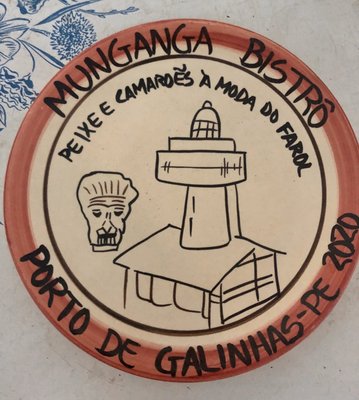 MUNGANGA BISTRÔ
PEIXE E CAMARÕES À MODA DO FAROL
PORTO DE GALINHAS-PE 2020